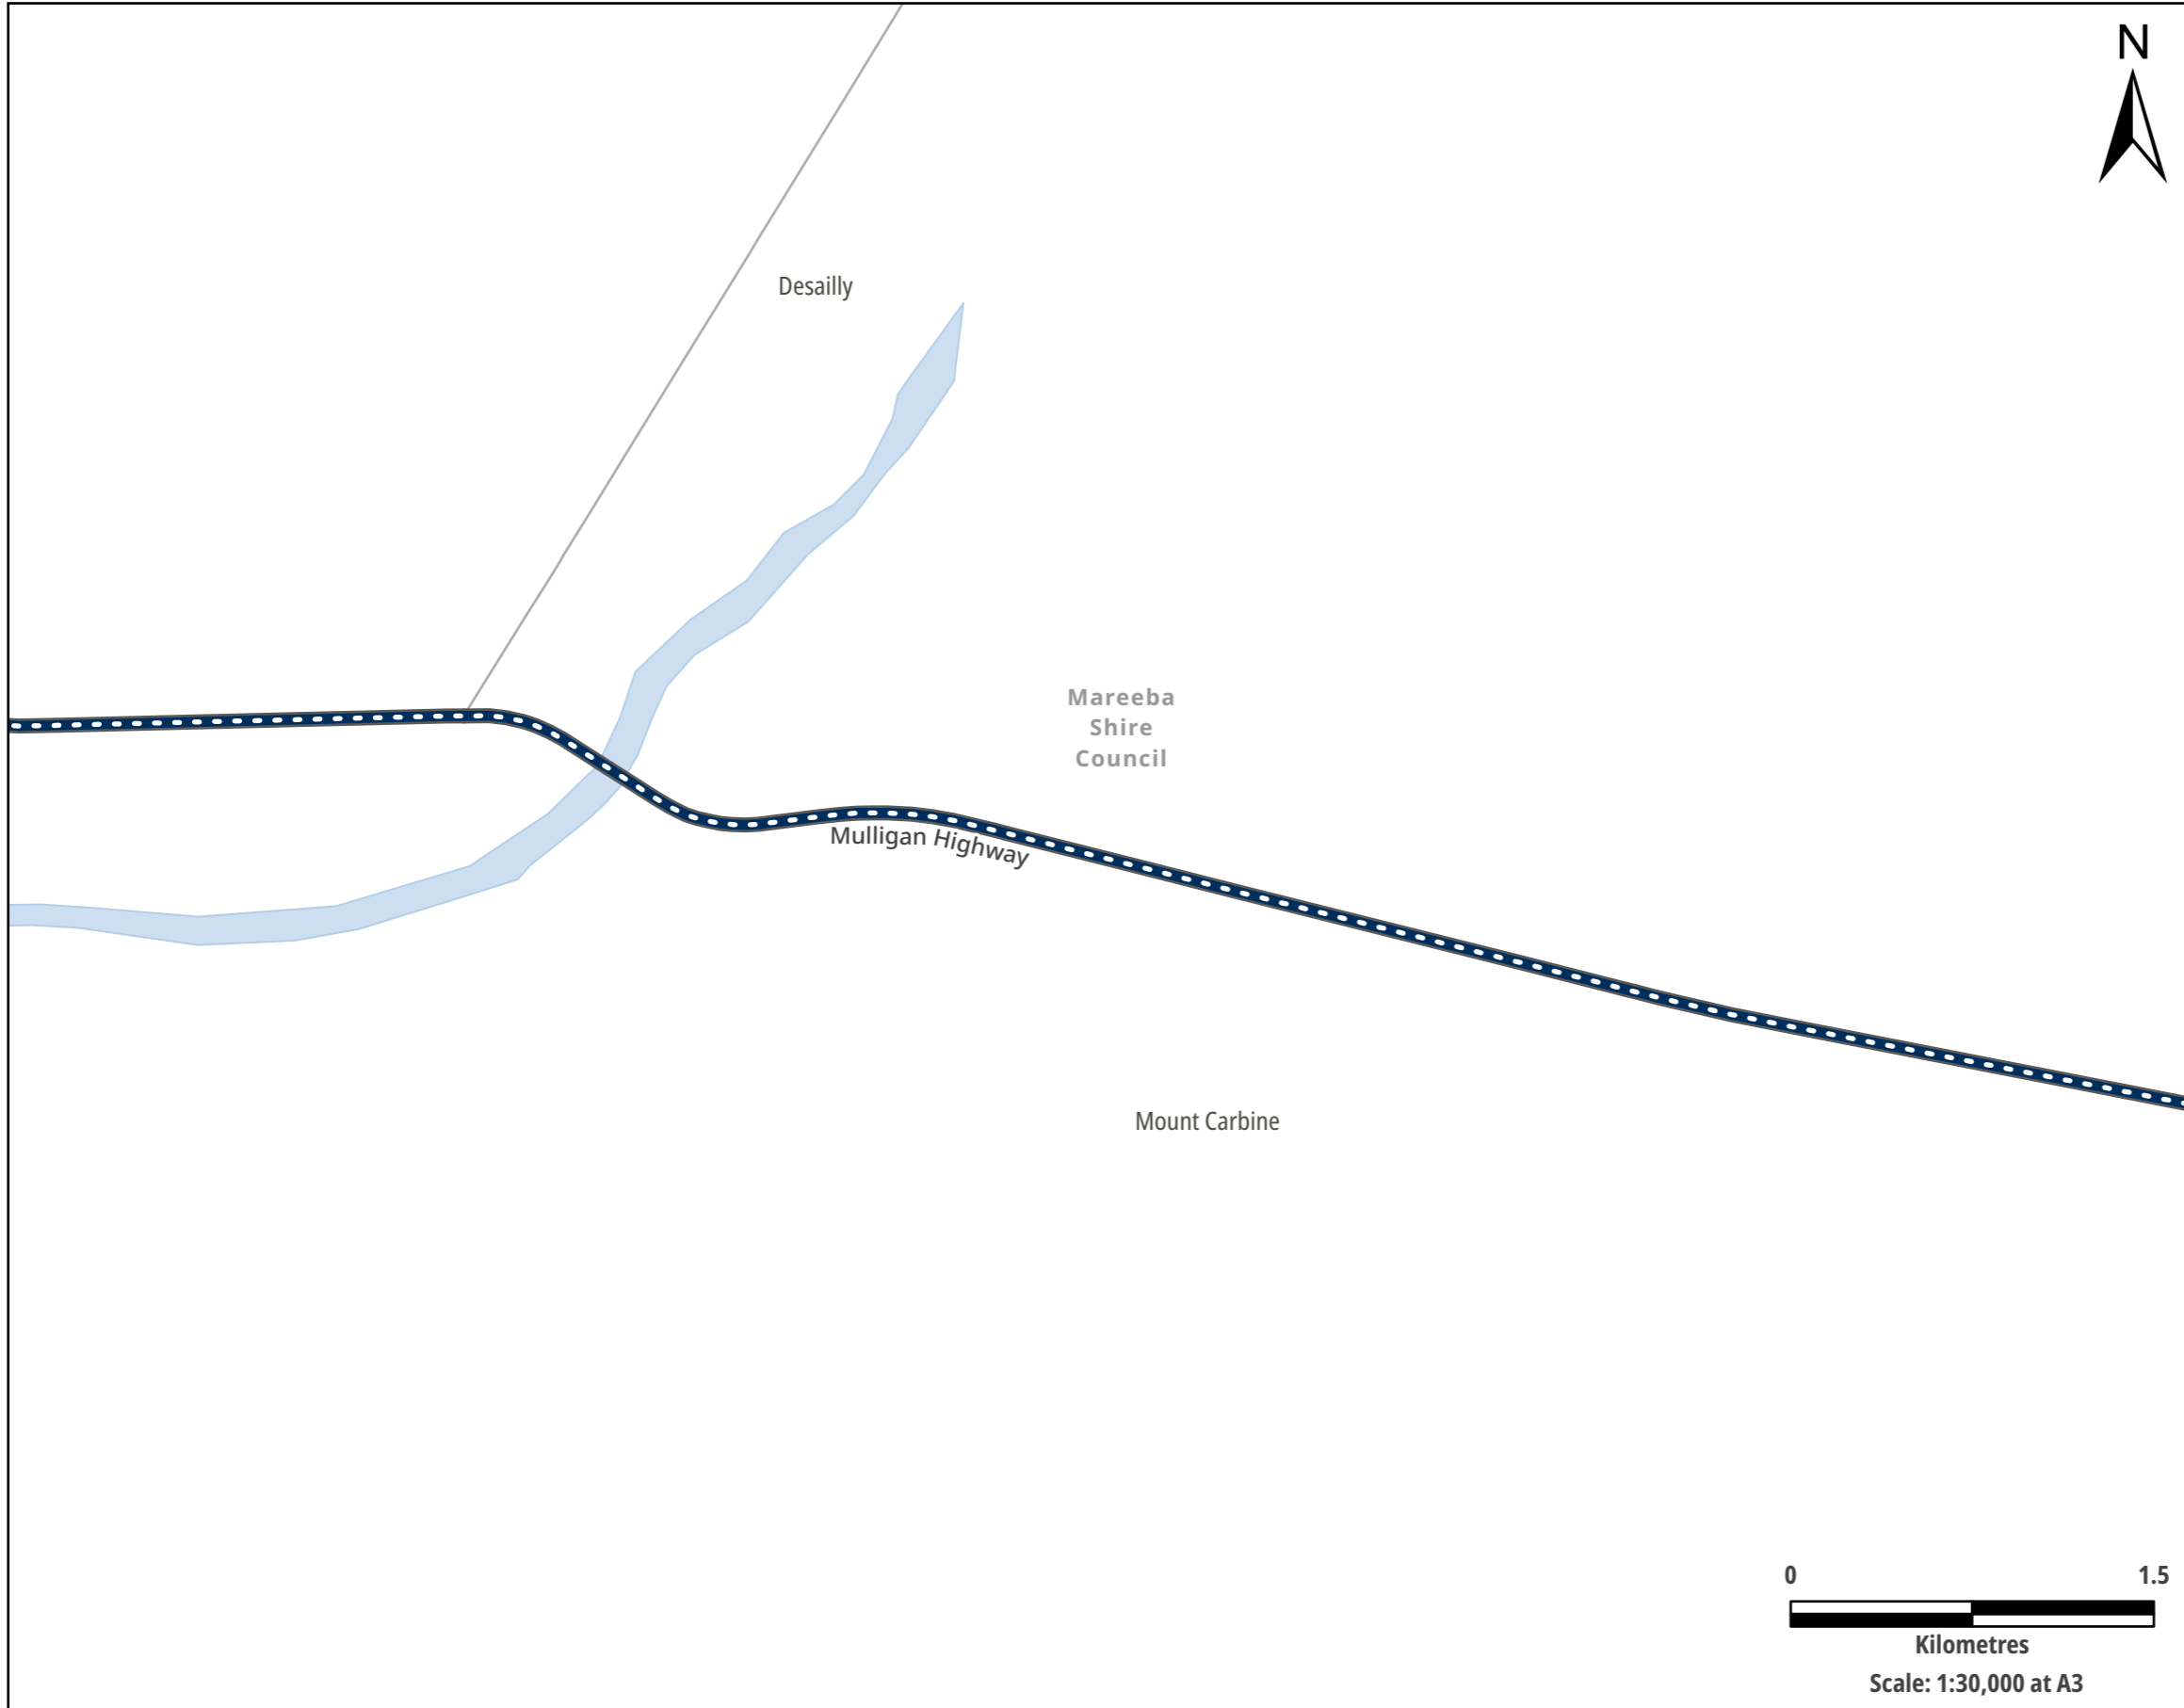 N
Desailly
Mareeba
Shire
Council
Mulligan Highway
Mount Carbine
0 1.5
Kilometres
Scale: 1:30,000 at A3